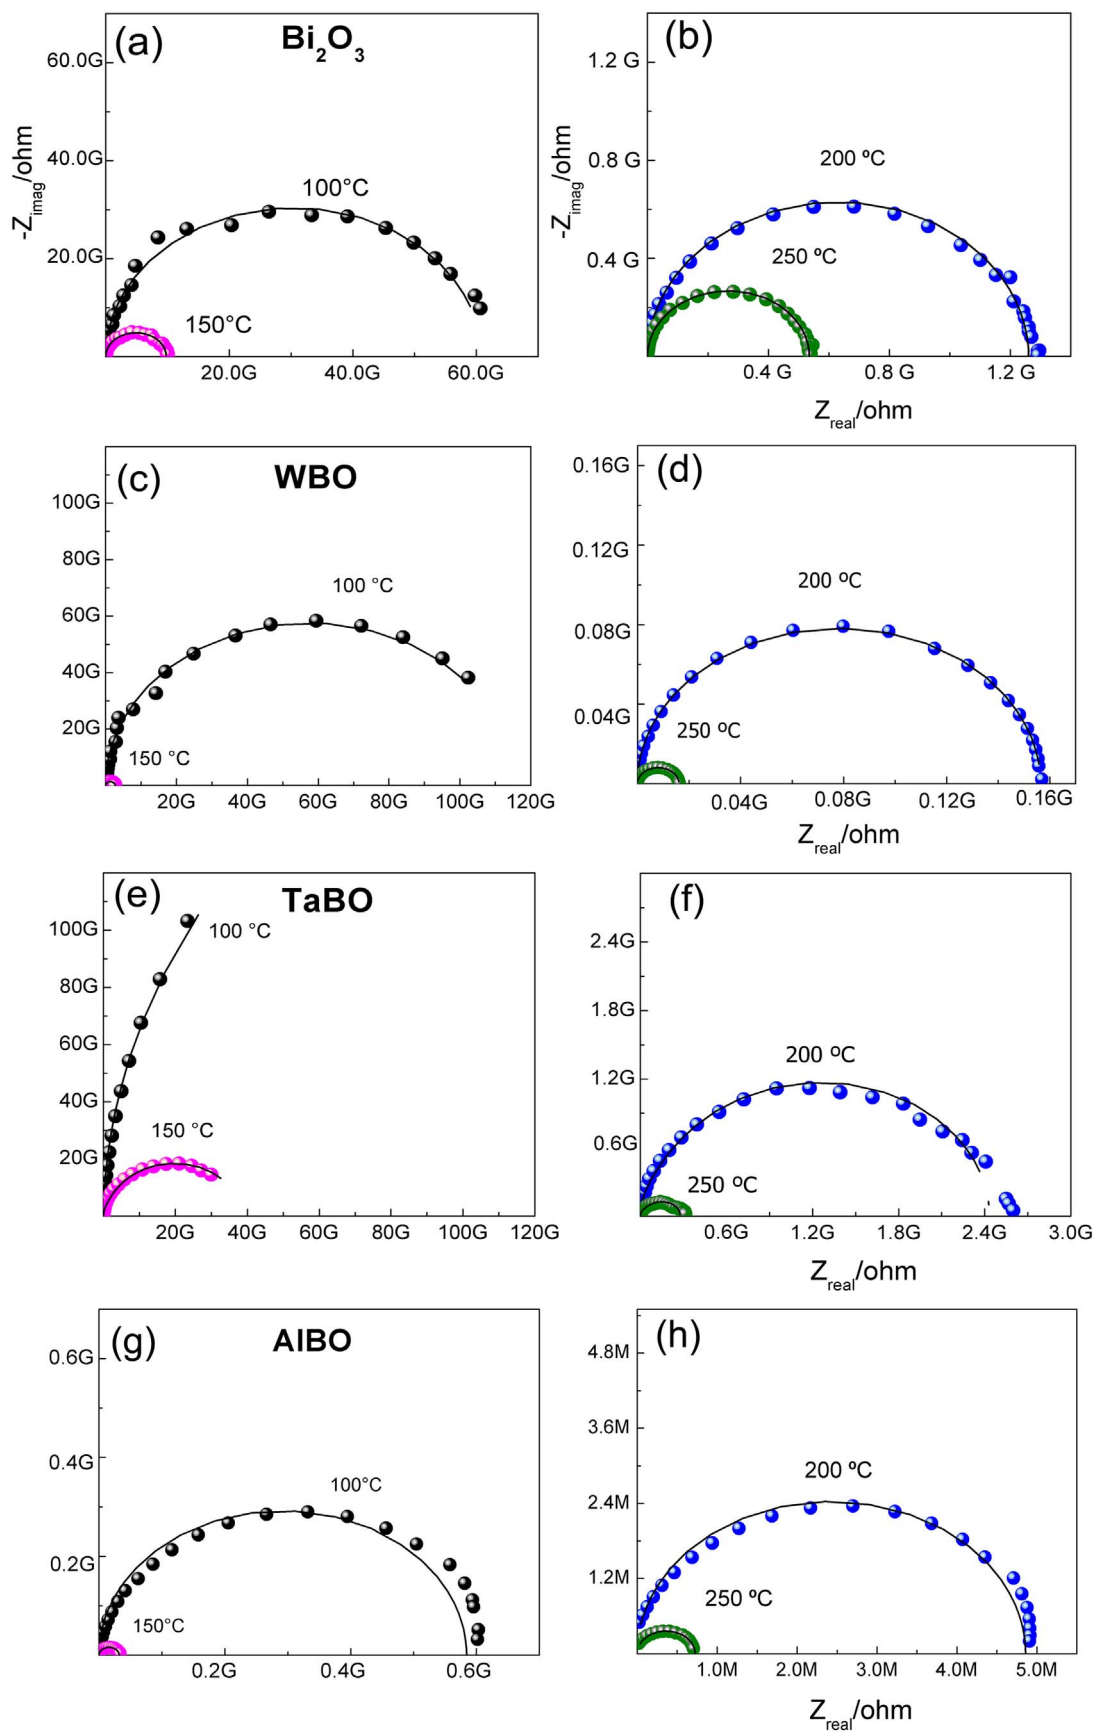 (a) Bi2O3
60.0G
40.0G
20.0G
-Zimag/ohm
100°C
150°C
20.0G 40.0G 60.0G
(b)
1.2 G
0.8 G
0.4 G
-Zimag/ohm
200 ºC
250 ºC
0.4 G 0.8 G 1.2 G
Zreal/ohm
(c) WBO
100G
80G
60G
40G
20G
100 °C
150 °C
20G 40G 60G 80G 100G 120G
(d)
0.16G
0.12G
0.08G
0.04G
200 ºC
250 ºC
0.04G 0.08G 0.12G 0.16G
Zreal/ohm
(e) TaBO
100G
80G
60G
40G
20G
100 °C
150 °C
20G 40G 60G 80G 100G 120G
(f)
2.4G
1.8G
1.2G
0.6G
200 ºC
250 ºC
0.6G 1.2G 1.8G 2.4G 3.0G
Zreal/ohm
(g) AlBO
0.6G
0.4G
0.2G
100°C
150°C
0.2G 0.4G 0.6G
(h)
4.8M
3.6M
2.4M
1.2M
200 ºC
250 ºC
1.0M 2.0M 3.0M 4.0M 5.0M
Zreal/ohm